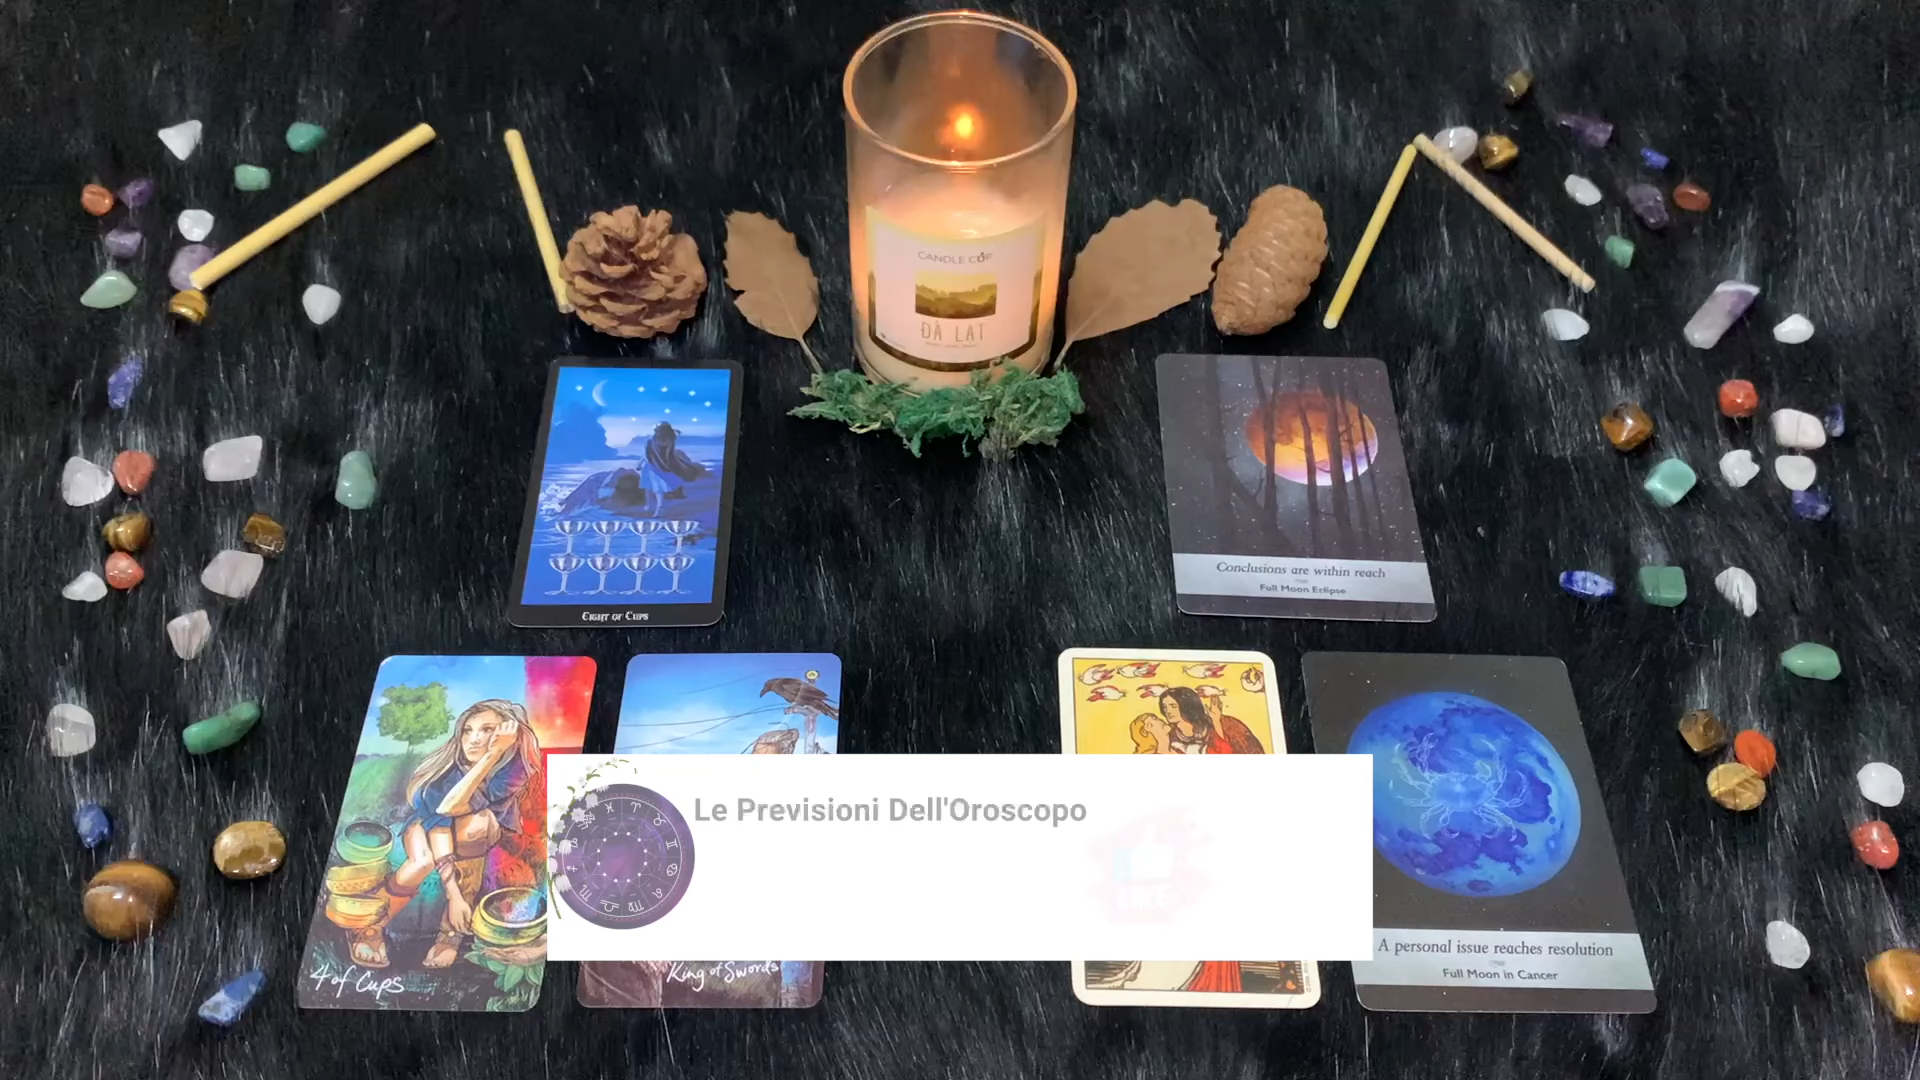 CANDLE CUP
ĐÀ LẠT
EIGHT OF CUPS
Conclusions are within reach
Full Moon Eclipse
Le Previsioni Dell'Oroscopo
LIKE
4 of Cups
King of Swords
A personal issue reaches resolution
Full Moon in Cancer